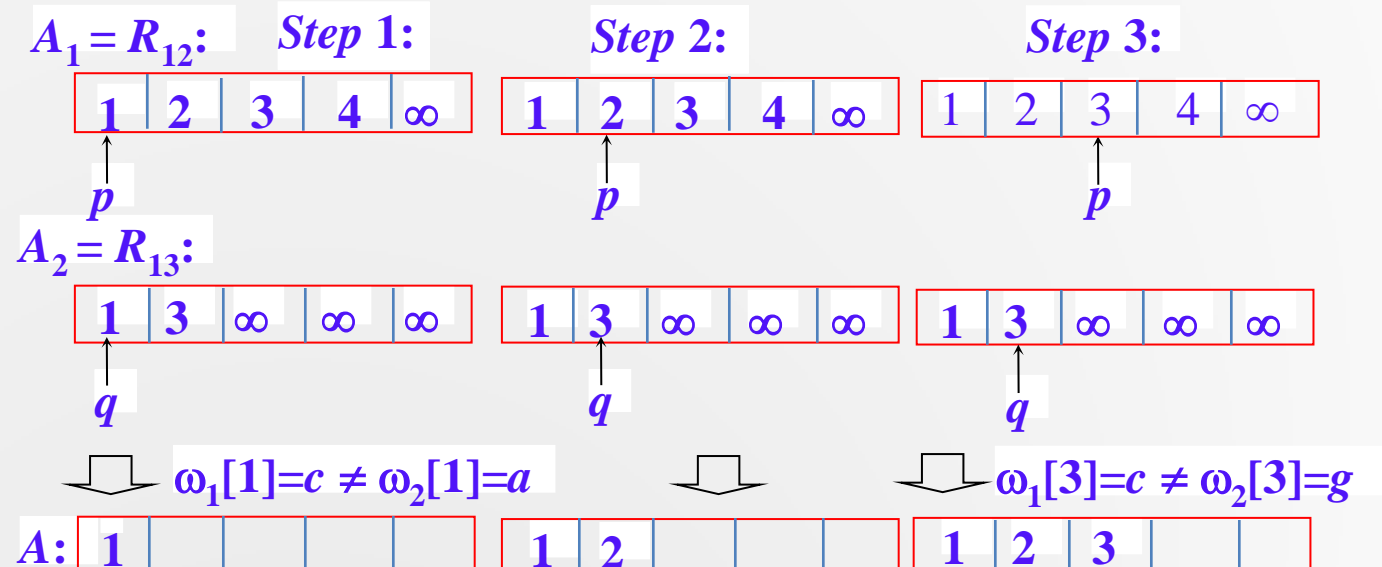 A₁ = R₁₂: Step 1: Step 2: Step 3:
1 2 3 4 ∞ 1 2 3 4 ∞ 1 2 3 4 ∞
p p p
A₂ = R₁₃:
1 3 ∞ ∞ ∞ 1 3 ∞ ∞ ∞ 1 3 ∞ ∞ ∞
q q q
ω₁[1]=c ≠ ω₂[1]=a ω₁[3]=c ≠ ω₂[3]=g
A: 1 1 2 1 2 3